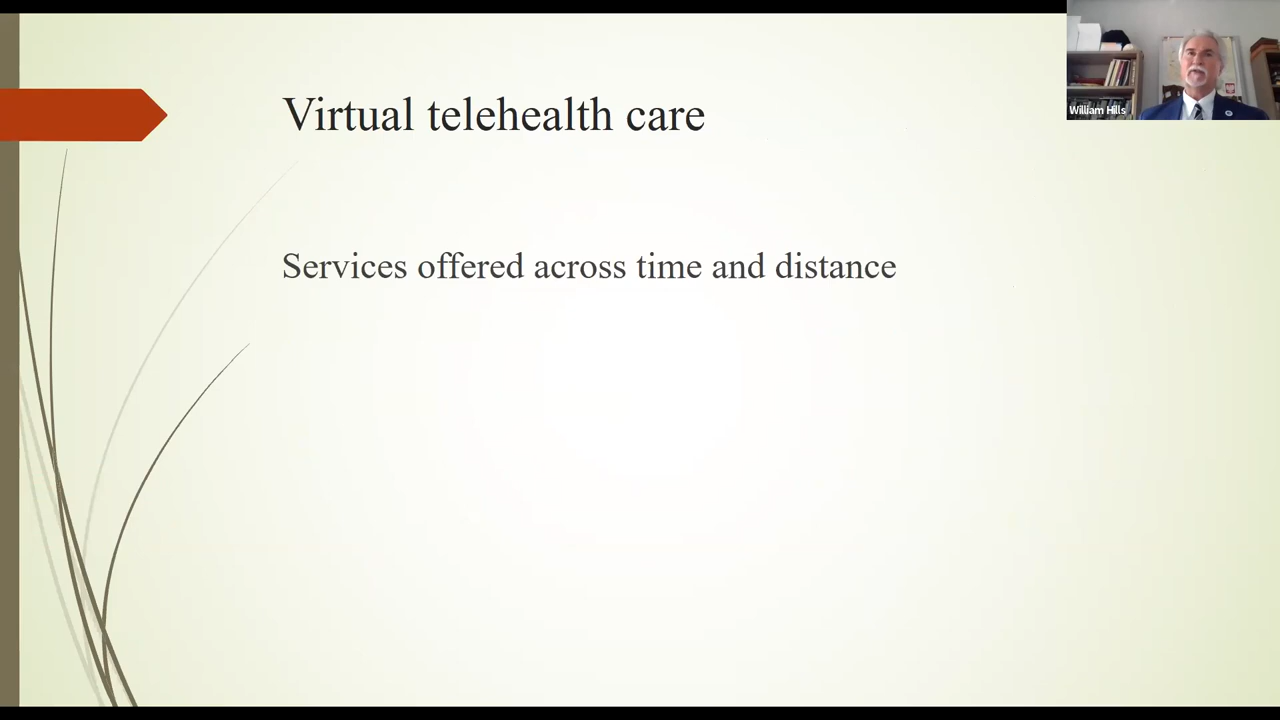 Virtual telehealth care
William Hills
Services offered across time and distance